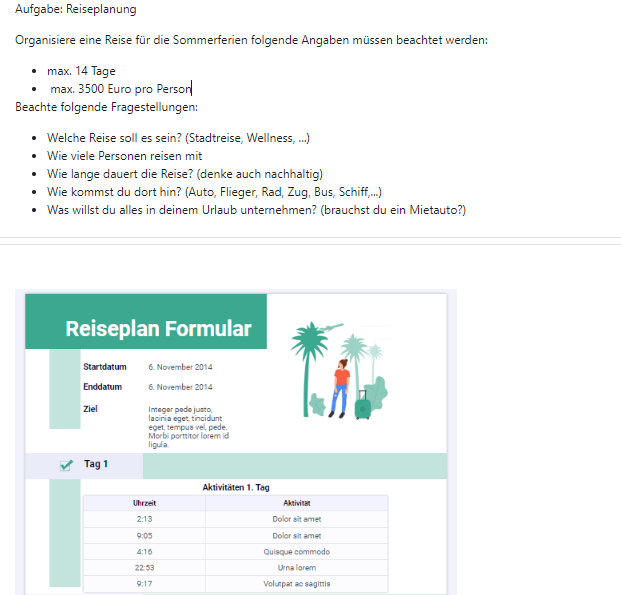 Aufgabe: Reiseplanung
Organisiere eine Reise für die Sommerferien folgende Angaben müssen beachtet werden:
• max. 14 Tage
• max. 3500 Euro pro Person
Beachte folgende Fragestellungen:
• Welche Reise soll es sein? (Stadtreise, Wellness, ...)
• Wie viele Personen reisen mit
• Wie lange dauert die Reise? (denke auch nachhaltig)
• Wie kommst du dort hin? (Auto, Flieger, Rad, Zug, Bus, Schiff,...)
• Was willst du alles in deinem Urlaub unternehmen? (brauchst du ein Mietauto?)
Reiseplan Formular
Startdatum 6. November 2014
Enddatum 6. November 2014
Ziel Integer pede justo,
lacinia eget, tincidunt
eget, tempus vel, pede.
Morbi porttitor lorem id
ligula.
Tag 1
Aktivitäten 1. Tag
Uhrzeit Aktivität
2:13 Dolor sit amet
9:05 Dolor sit amet
4:16 Quisque commodo
22:53 Urna lorem
9:17 Volutpat ac sagittis